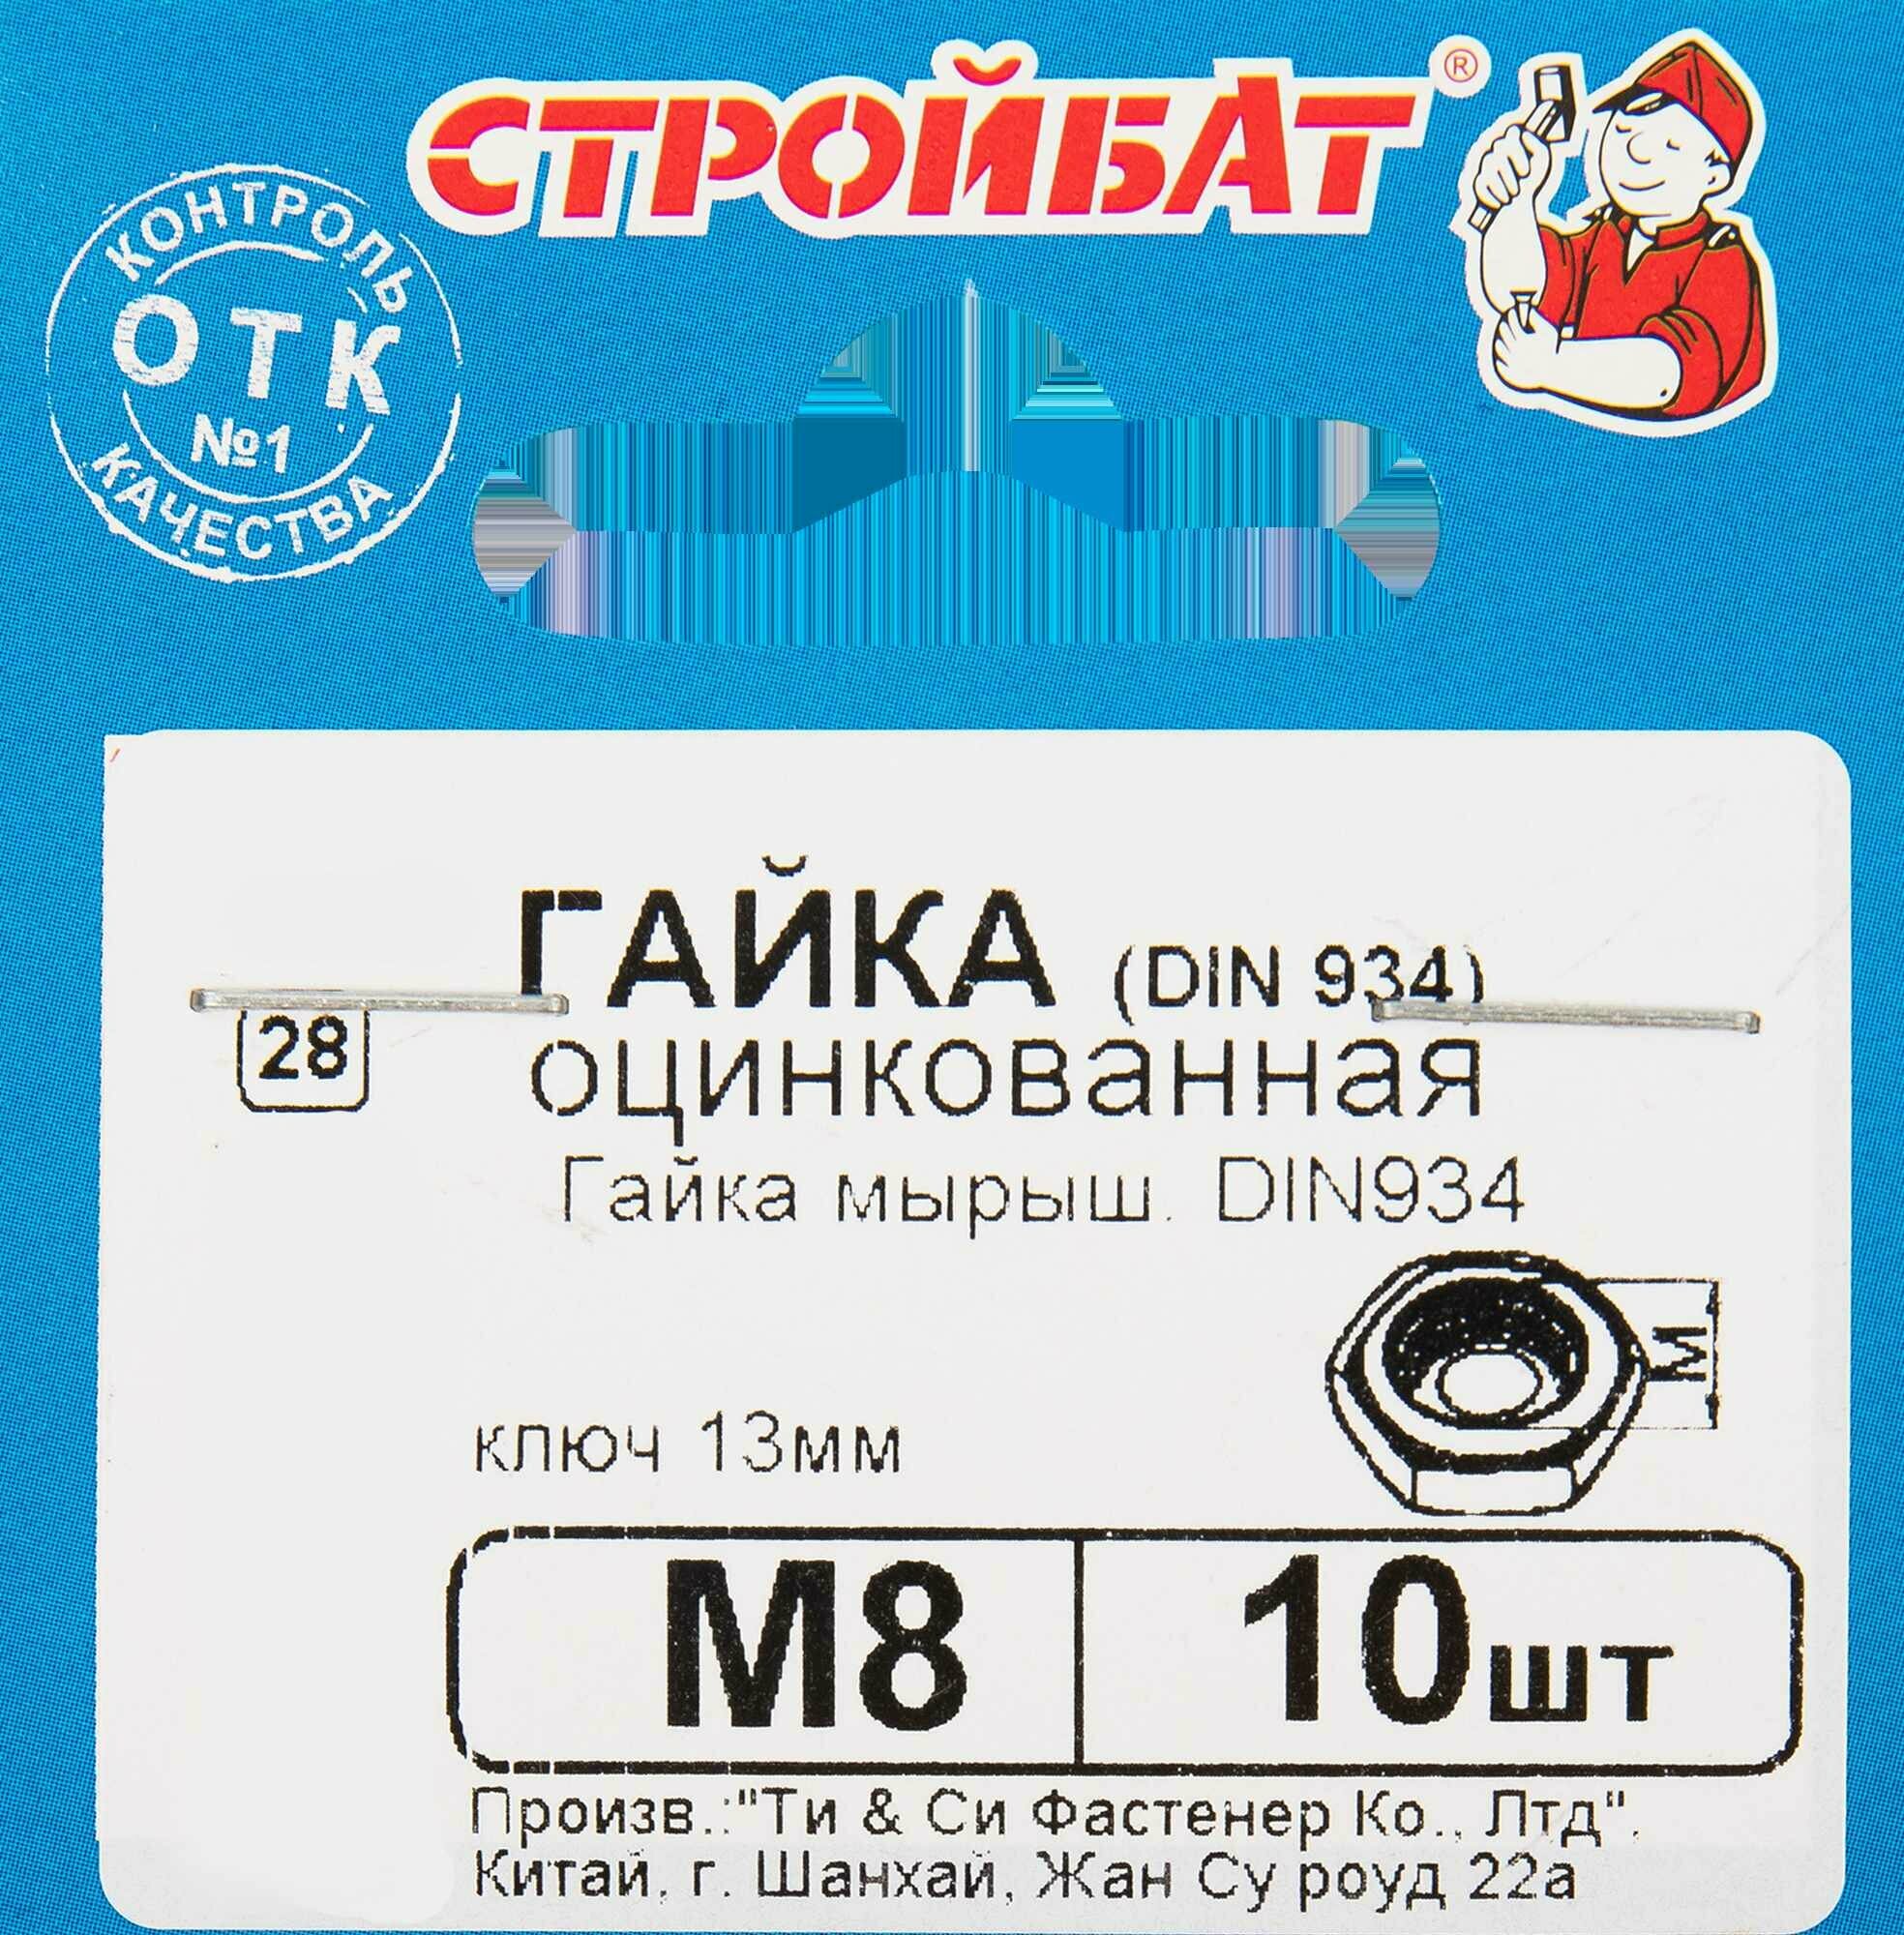 СТРОЙБАТ®
КОНТРОЛЬ
ОТК
№1
КАЧЕСТВА
ГАЙКА (DIN 934)
28
оцинкованная
Гайка мырыш. DIN934
М
ключ 13мм
М8
10шт
Произв.:"Ти & Си Фастенер Ко., Лтд",
Китай, г. Шанхай, Жан Су роуд 22а